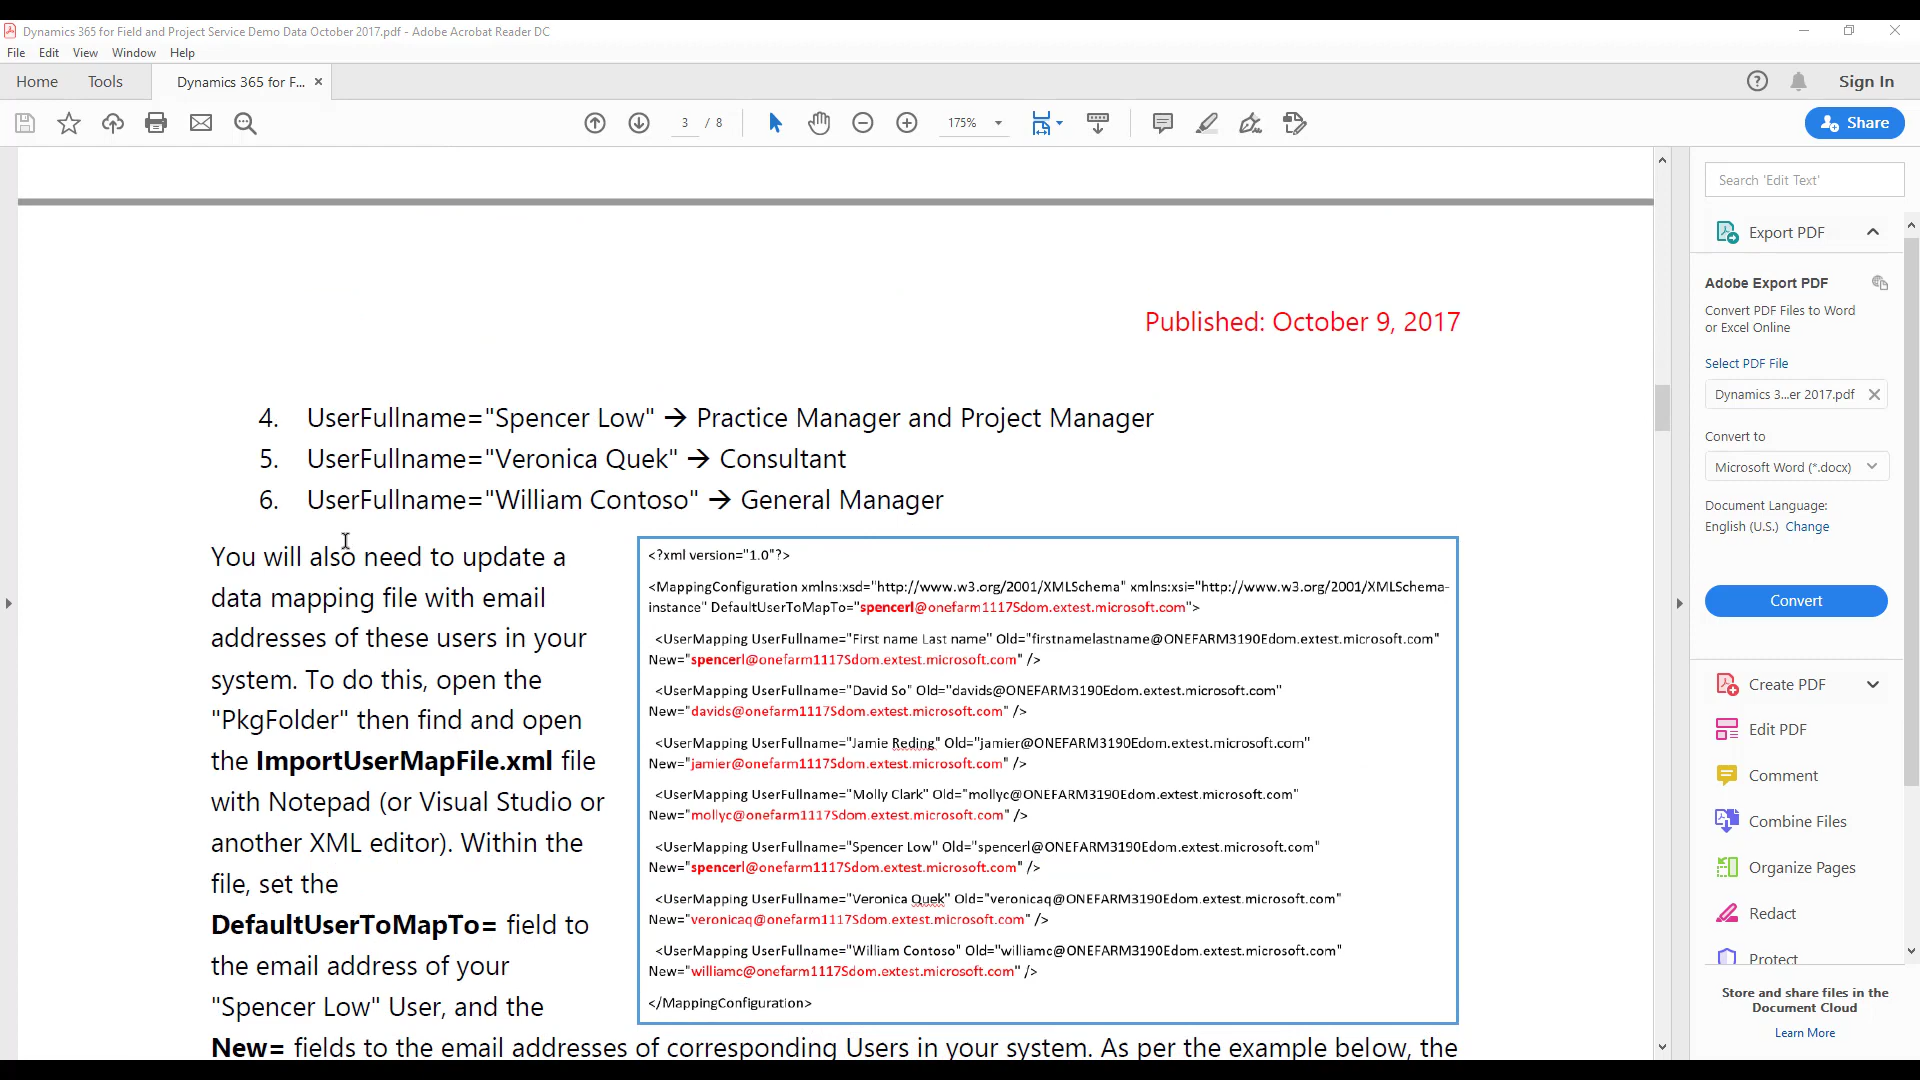 Dynamics 365 for Field and Project Service Demo Data October 2017.pdf - Adobe Acrobat Reader DC
File Edit View Window Help
Home Tools Dynamics 365 for F... × Sign In
3 / 8 175% Share
Search 'Edit Text'
Export PDF
Adobe Export PDF
Convert PDF Files to Word
or Excel Online
Select PDF File
Dynamics 3...er 2017.pdf
Convert to
Microsoft Word (*.docx)
Document Language:
English (U.S.) Change
Convert
Create PDF
Edit PDF
Comment
Combine Files
Organize Pages
Redact
Protect
Store and share files in the
Document Cloud
Learn More
Published: October 9, 2017
4. UserFullname="Spencer Low" → Practice Manager and Project Manager
5. UserFullname="Veronica Quek" → Consultant
6. UserFullname="William Contoso" → General Manager
You will also need to update a
data mapping file with email
addresses of these users in your
system. To do this, open the
"PkgFolder" then find and open
the ImportUserMapFile.xml file
with Notepad (or Visual Studio or
another XML editor). Within the
file, set the
DefaultUserToMapTo= field to
the email address of your
"Spencer Low" User, and the
New= fields to the email addresses of corresponding Users in your system. As per the example below, the
<?xml version="1.0"?>
<MappingConfiguration xmlns:xsd="http://www.w3.org/2001/XMLSchema" xmlns:xsi="http://www.w3.org/2001/XMLSchema-
instance" DefaultUserToMapTo="spencerl@onefarm1117Sdom.extest.microsoft.com">
<UserMapping UserFullname="First name Last name" Old="firstnamelastname@ONEFARM3190Edom.extest.microsoft.com"
New="spencerl@onefarm1117Sdom.extest.microsoft.com" />
<UserMapping UserFullname="David So" Old="davids@ONEFARM3190Edom.extest.microsoft.com"
New="davids@onefarm1117Sdom.extest.microsoft.com" />
<UserMapping UserFullname="Jamie Reding" Old="jamier@ONEFARM3190Edom.extest.microsoft.com"
New="jamier@onefarm1117Sdom.extest.microsoft.com" />
<UserMapping UserFullname="Molly Clark" Old="mollyc@ONEFARM3190Edom.extest.microsoft.com"
New="mollyc@onefarm1117Sdom.extest.microsoft.com" />
<UserMapping UserFullname="Spencer Low" Old="spencerl@ONEFARM3190Edom.extest.microsoft.com"
New="spencerl@onefarm1117Sdom.extest.microsoft.com" />
<UserMapping UserFullname="Veronica Quek" Old="veronicaq@ONEFARM3190Edom.extest.microsoft.com"
New="veronicaq@onefarm1117Sdom.extest.microsoft.com" />
<UserMapping UserFullname="William Contoso" Old="williamc@ONEFARM3190Edom.extest.microsoft.com"
New="williamc@onefarm1117Sdom.extest.microsoft.com" />
</MappingConfiguration>